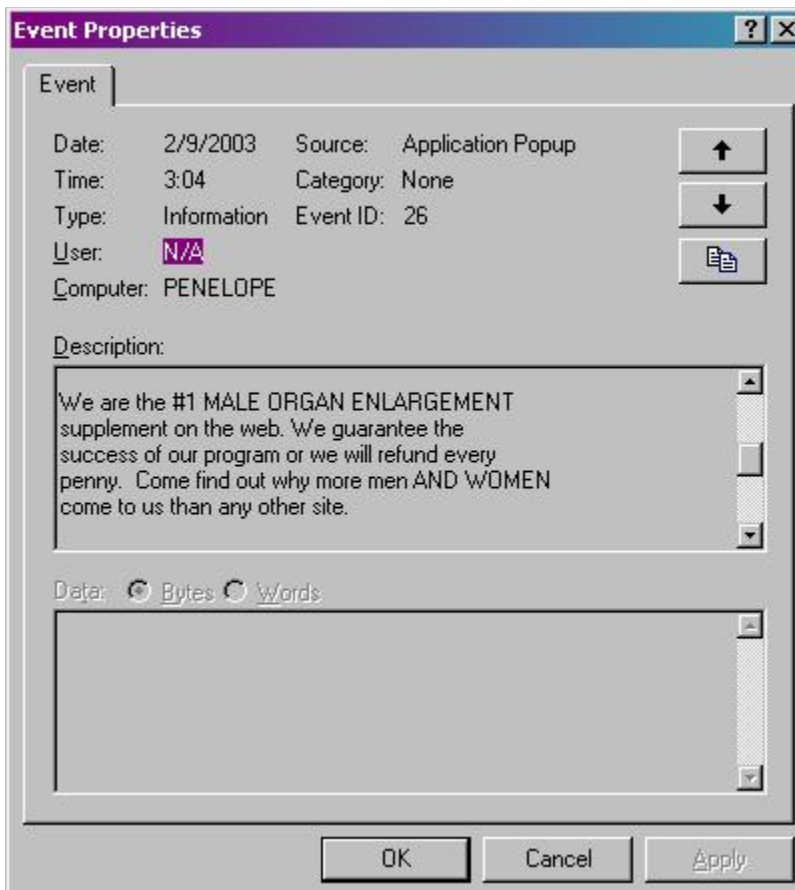 Event Properties
Event
Date: 2/9/2003 Source: Application Popup
Time: 3:04 Category: None
Type: Information Event ID: 26
User: N/A
Computer: PENELOPE
Description:
We are the #1 MALE ORGAN ENLARGEMENT
supplement on the web. We guarantee the
success of our program or we will refund every
penny. Come find out why more men AND WOMEN
come to us than any other site.
Data: Bytes Words
OK Cancel Apply